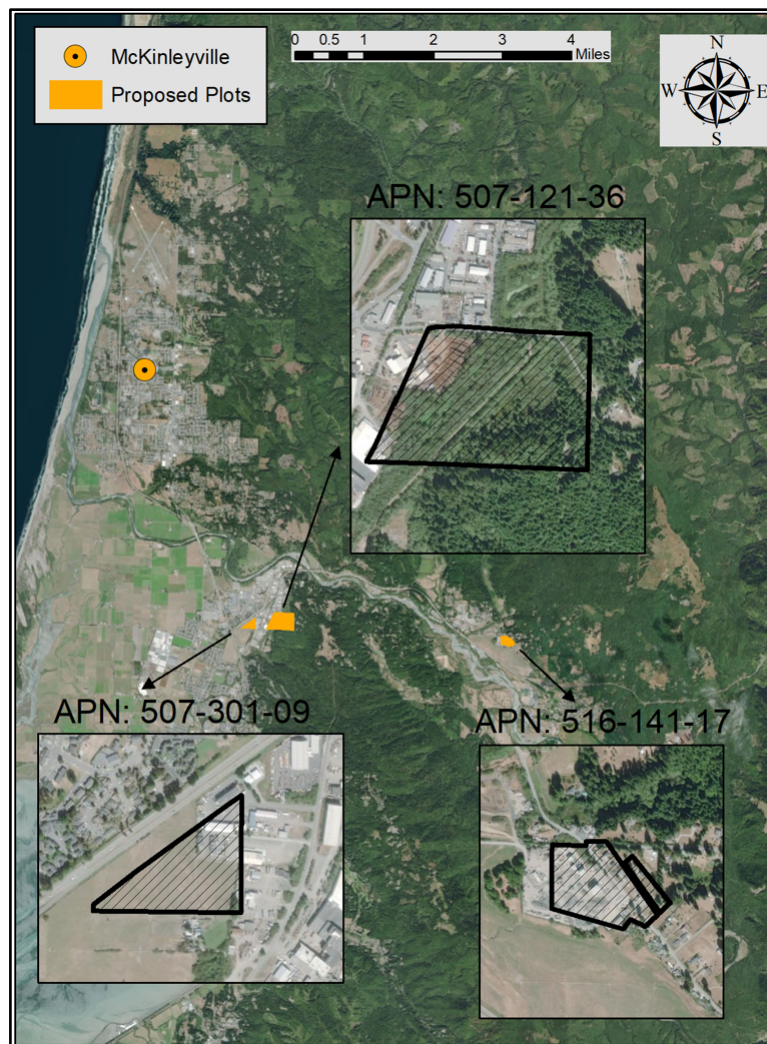 McKinleyville
Proposed Plots
0 0.5 1 2 3 4
Miles
N
W E
S
APN: 507-121-36
APN: 507-301-09
APN: 516-141-17